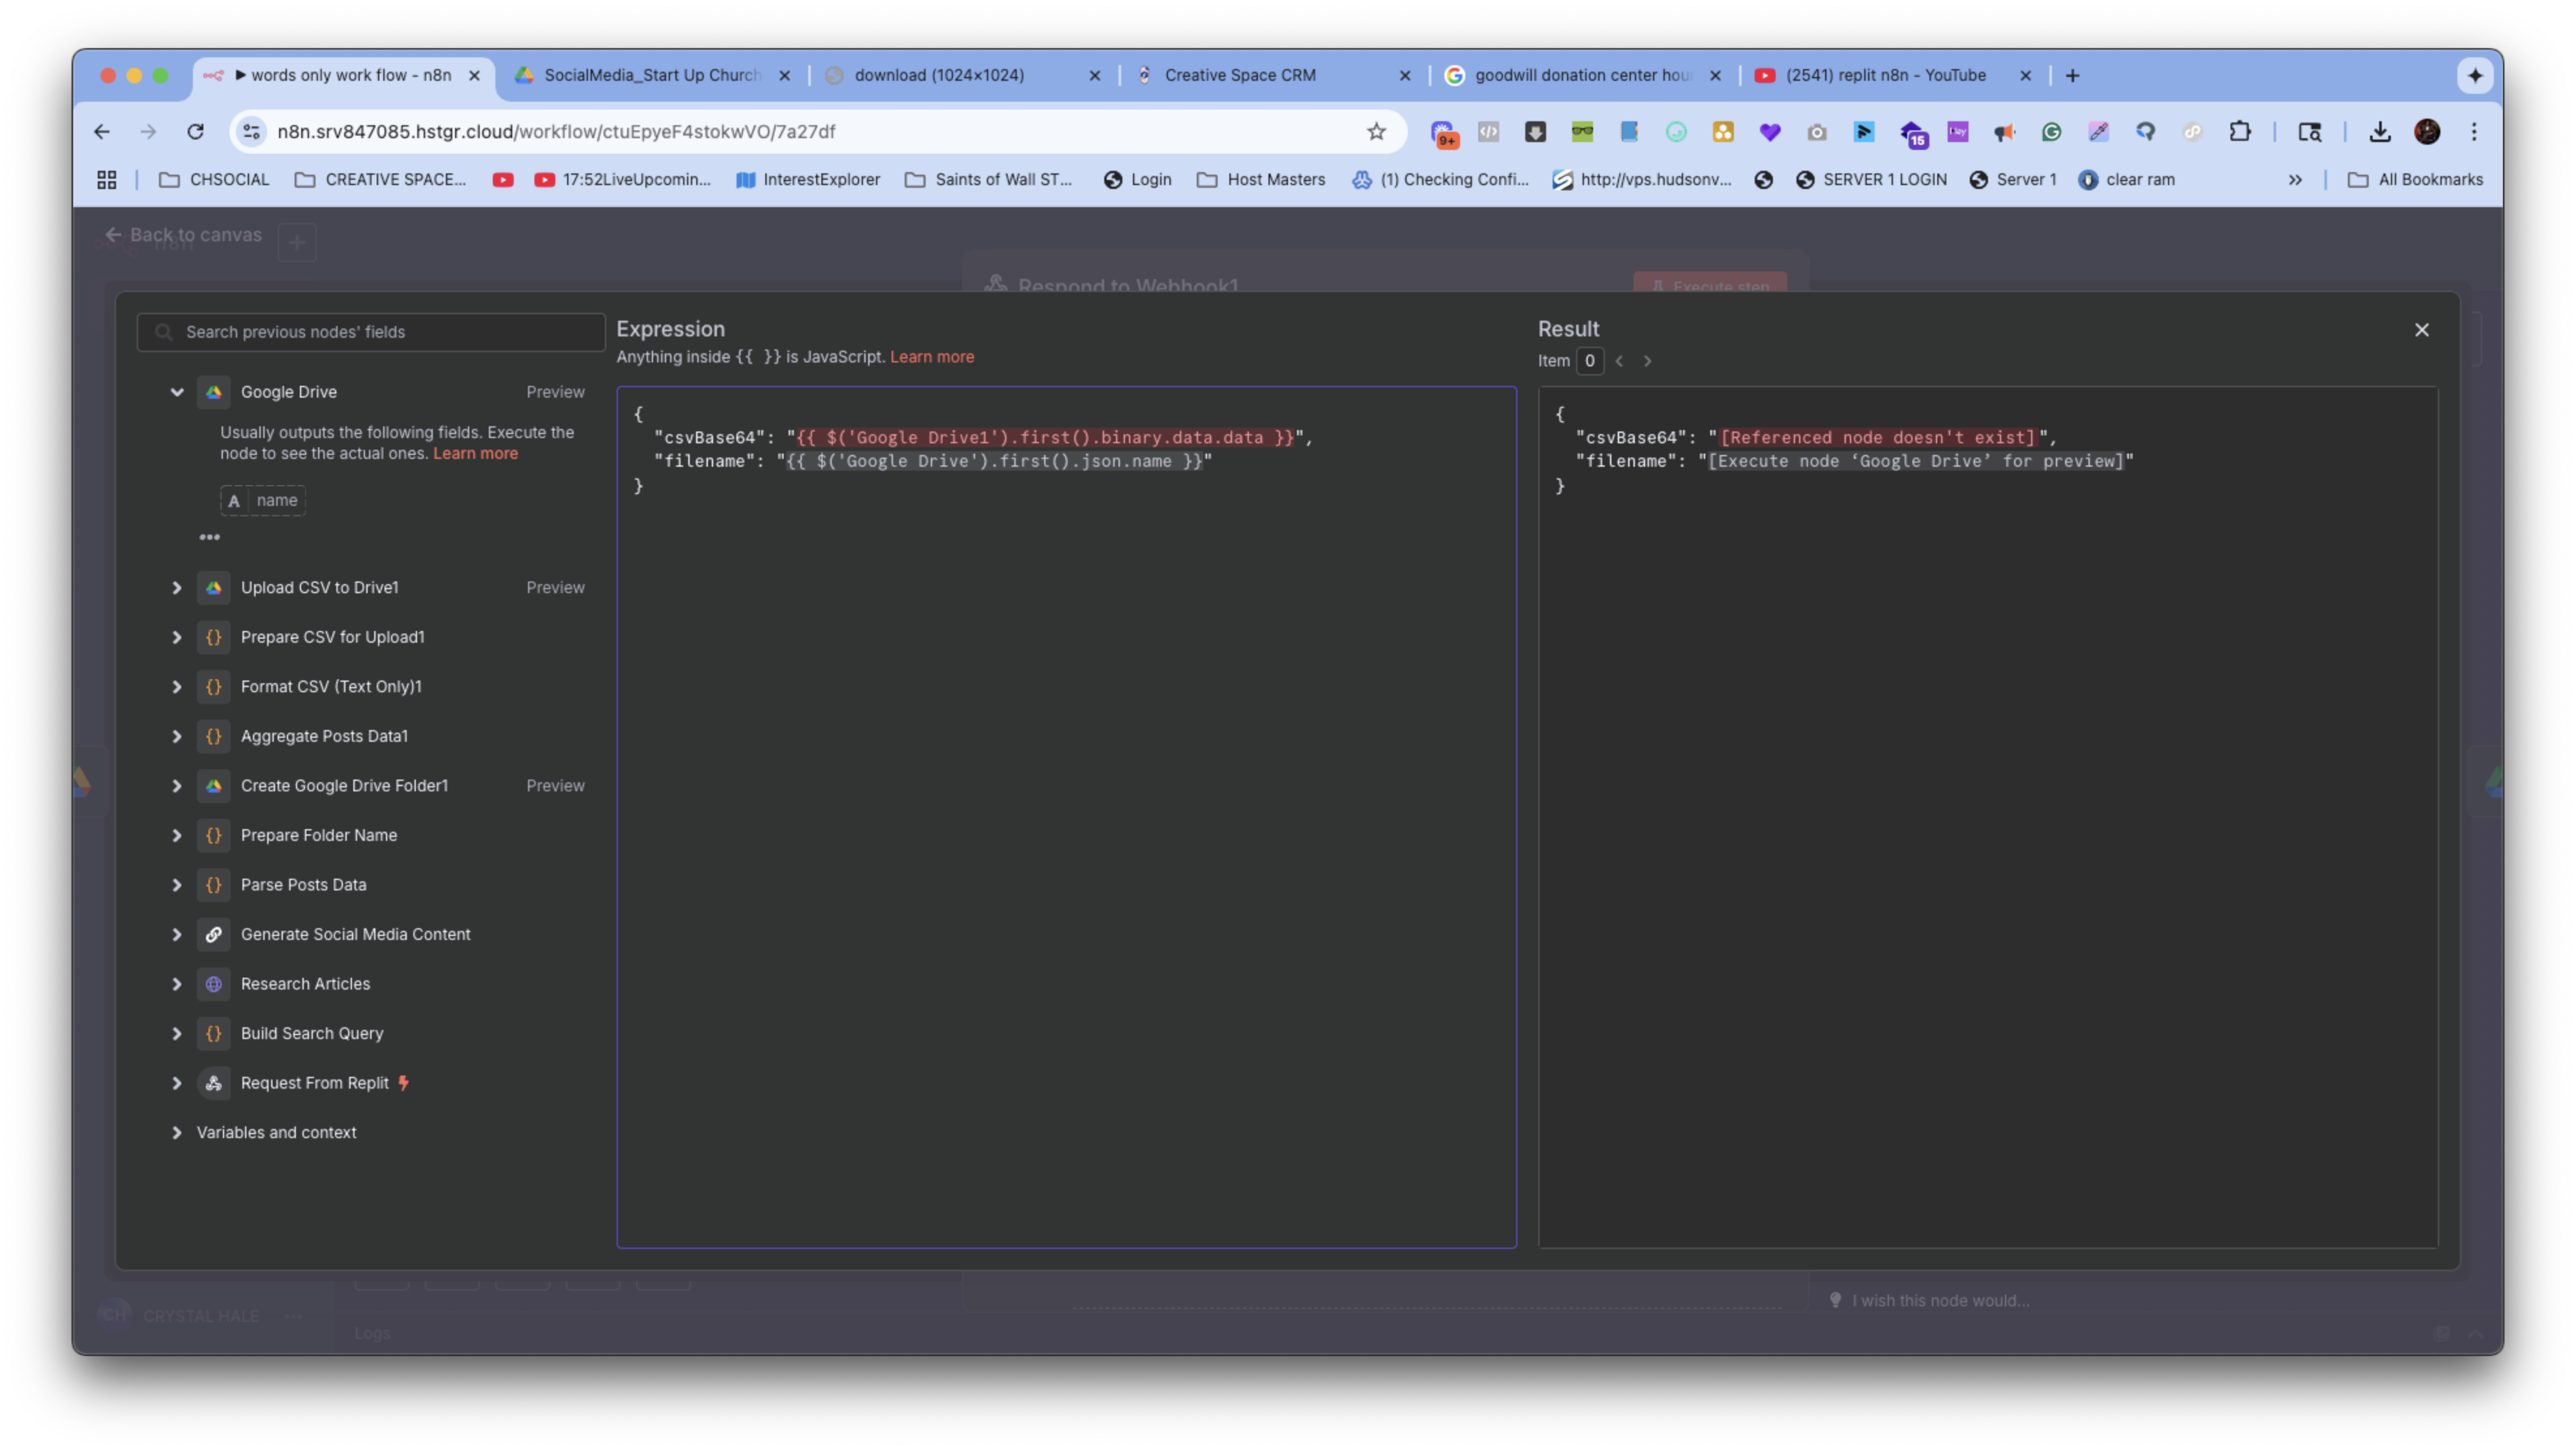 words only work flow - n8n
SocialMedia_Start Up Church
download (1024×1024)
Creative Space CRM
goodwill donation center hou
(2541) replit n8n - YouTube
n8n.srv847085.hstgr.cloud/workflow/ctuEpyeF4stokwVO/7a27df
9+
15
CHSOCIAL
CREATIVE SPACE...
17:52LiveUpcomin...
InterestExplorer
Saints of Wall ST...
Login
Host Masters
(1) Checking Confi...
http://vps.hudsonv...
SERVER 1 LOGIN
Server 1
clear ram
All Bookmarks
Back to canvas
Respond to Webhook1
Execute step
Search previous nodes' fields
Google Drive
Preview
Usually outputs the following fields. Execute the
node to see the actual ones. Learn more
A name
Upload CSV to Drive1
Preview
Prepare CSV for Upload1
Format CSV (Text Only)1
Aggregate Posts Data1
Create Google Drive Folder1
Preview
Prepare Folder Name
Parse Posts Data
Generate Social Media Content
Research Articles
Build Search Query
Request From Replit
Variables and context
Expression
Anything inside {{ }} is JavaScript. Learn more
{
"csvBase64": "{{ $('Google Drive1').first().binary.data.data }}",
"filename": "{{ $('Google Drive').first().json.name }}"
}
Result
Item 0
{
"csvBase64": "[Referenced node doesn't exist]",
"filename": "[Execute node ‘Google Drive’ for preview]"
}
CH
CRYSTAL HALE
Logs
I wish this node would...